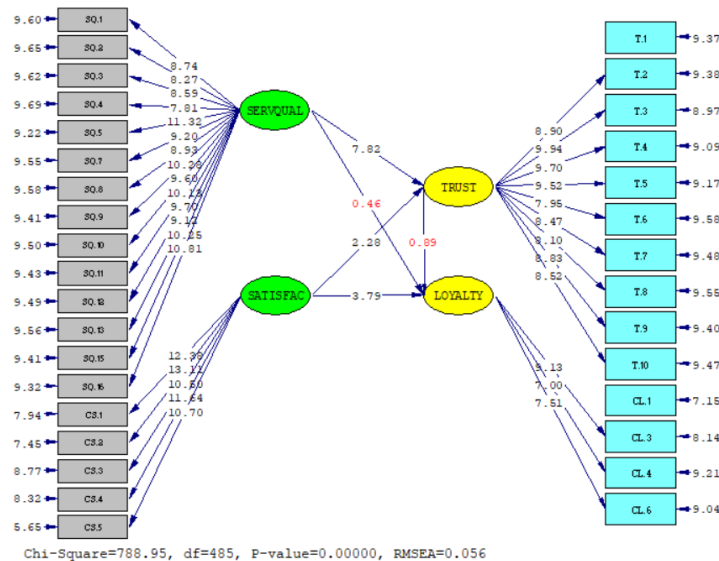 9.60 SQ.1
9.65 SQ.2
9.62 SQ.3
9.69 SQ.4
9.22 SQ.5
9.55 SQ.7
9.58 SQ.8
9.41 SQ.9
9.50 SQ.10
9.43 SQ.11
9.49 SQ.12
9.56 SQ.13
9.41 SQ.15
9.32 SQ.16
7.94 CS.1
7.45 CS.2
8.77 CS.3
8.32 CS.4
5.65 CS.5
8.74
8.27
8.59
7.81
11.32
9.20
8.93
10.28
9.60
10.13
9.70
9.12
10.25
10.81
12.38
13.11
10.50
11.64
10.70
SERVQUAL
SATISFAC
7.82
0.46
2.28
0.89
3.79
TRUST
LOYALTY
8.90
9.94
9.70
9.52
7.95
8.47
8.10
8.83
8.52
9.13
7.00
7.51
T.1 9.37
T.2 9.38
T.3 8.97
T.4 9.09
T.5 9.17
T.6 9.58
T.7 9.48
T.8 9.55
T.9 9.40
T.10 9.47
CL.1 7.15
CL.3 8.14
CL.4 9.21
CL.6 9.04
Chi-Square=788.95, df=485, P-value=0.00000, RMSEA=0.056